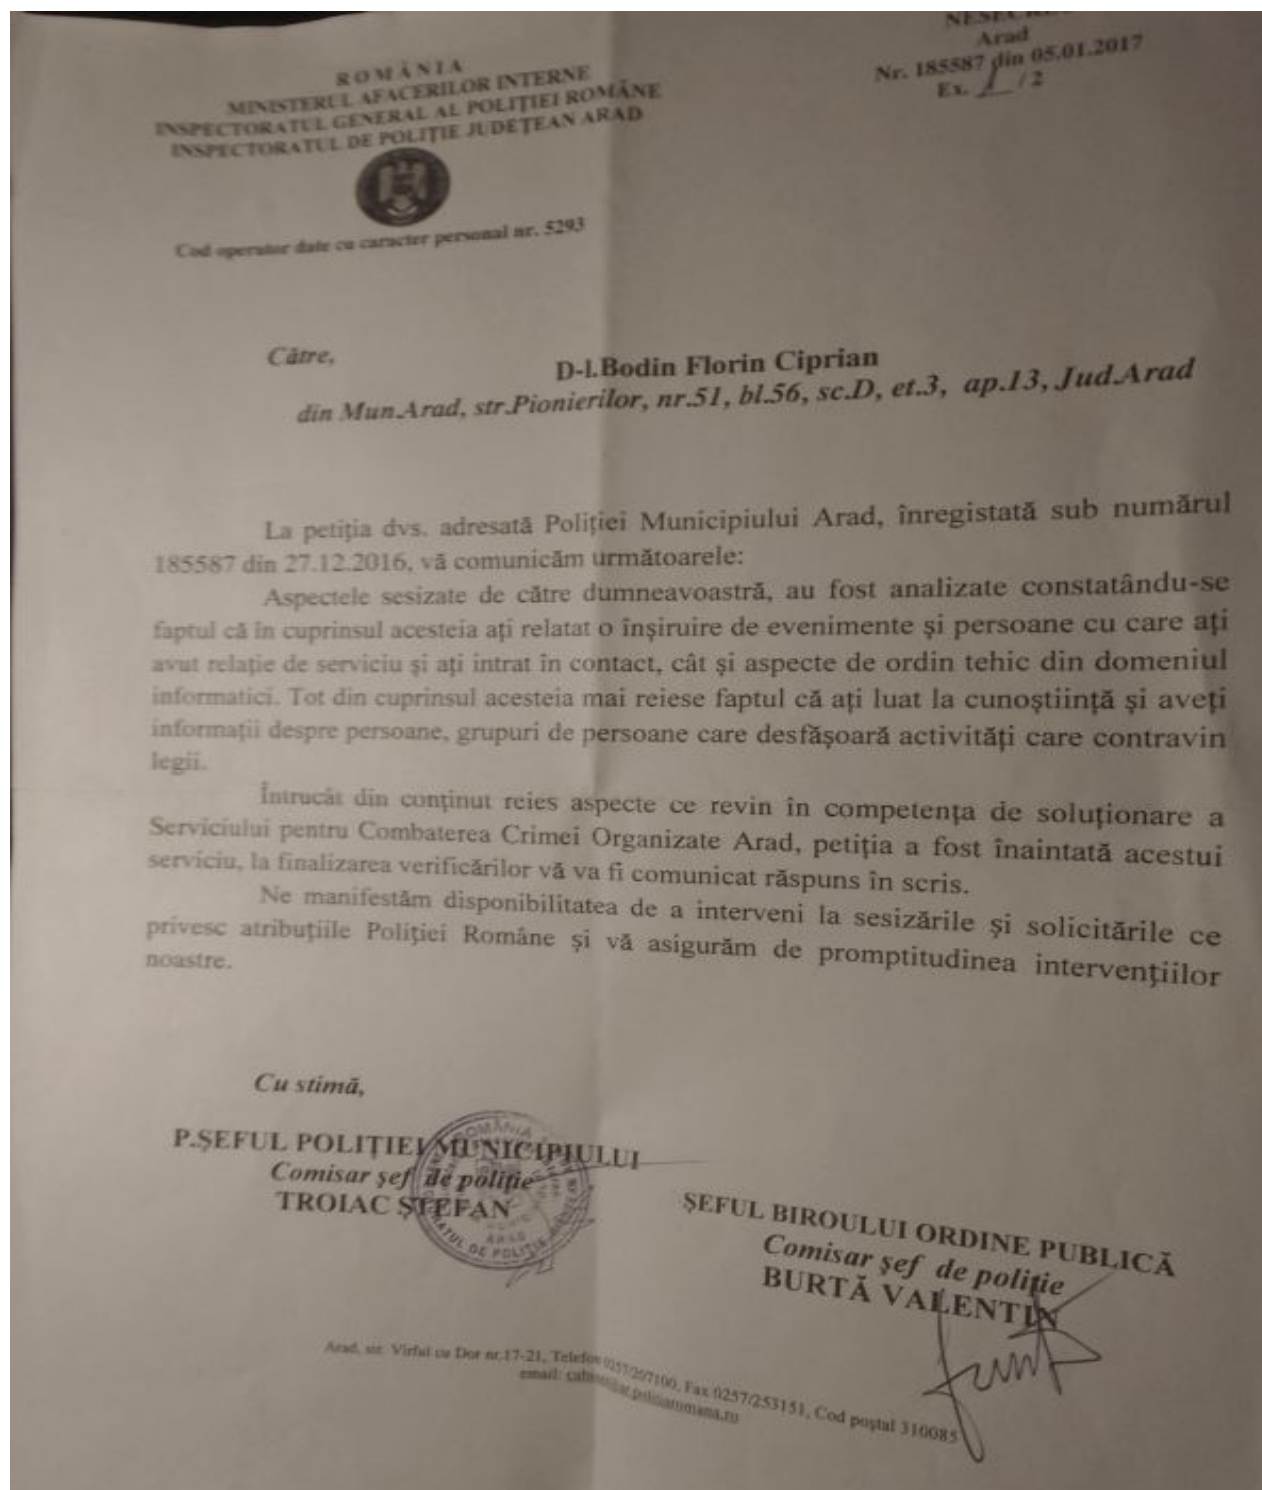 Arad
Nr. 185587 din 05.01.2017
Ex. 1 / 2
ROMÂNIA
MINISTERUL AFACERILOR INTERNE
INSPECTORATUL GENERAL AL POLIȚIEI ROMÂNE
INSPECTORATUL DE POLIȚIE JUDEȚEAN ARAD
Cod operator date cu caracter personal nr. 5293
Către,
D-l.Bodin Florin Ciprian
din Mun.Arad, str.Pionierilor, nr.51, bl.56, sc.D, et.3, ap.13, Jud.Arad
La petiția dvs. adresată Poliției Municipiului Arad, înregistată sub numărul
185587 din 27.12.2016, vă comunicăm următoarele:
Aspectele sesizate de către dumneavoastră, au fost analizate constatându-se
faptul că în cuprinsul acesteia ați relatat o înșiruire de evenimente și persoane cu care ați
avut relație de serviciu și ați intrat în contact, cât și aspecte de ordin tehic din domeniul
informatici. Tot din cuprinsul acesteia mai reiese faptul că ați luat la cunoștiință și aveți
informații despre persoane, grupuri de persoane care desfășoară activități care contravin
legii.
Întrucât din conținut reies aspecte ce revin în competența de soluționare a
Serviciului pentru Combaterea Crimei Organizate Arad, petiția a fost înaintată acestui
serviciu, la finalizarea verificărilor vă va fi comunicat răspuns în scris.
Ne manifestăm disponibilitatea de a interveni la sesizările și solicitările ce
privesc atribuțiile Poliției Române și vă asigurăm de promptitudinea intervențiilor
noastre.
Cu stimă,
P.ȘEFUL POLIȚIEI MUNICIPIULUI
Comisar șef de poliție
TROIAC ȘTEFAN
ȘEFUL BIROULUI ORDINE PUBLICĂ
Comisar șef de poliție
BURTĂ VALENTIN
Arad, str. Vîrful cu Dor nr.17-21, Telefon 0257/207100, Fax 0257/253151, Cod poștal 310085
email: